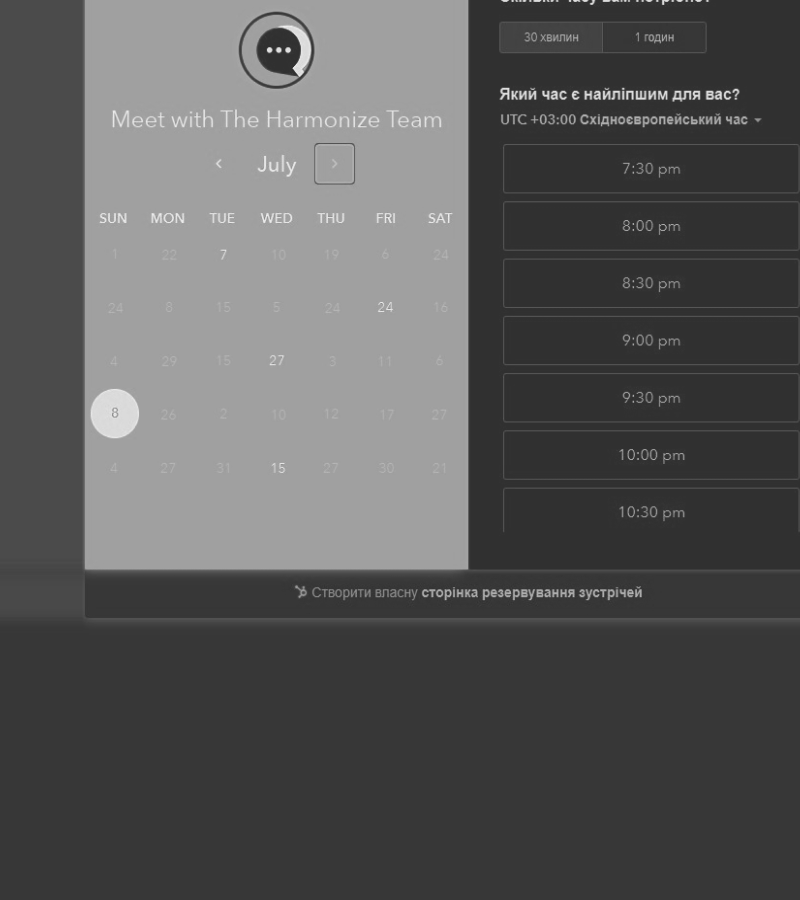 Meet with The Harmonize Team
July
SUN MON TUE WED THU FRI SAT
1 22 7 10 19 6 24
24 8 15 5 24 24 16
4 29 15 27 3 11 6
8 26 2 10 12 17 27
4 27 31 15 27 30 21
30 хвилин 1 годин
Який час є найліпшим для вас?
UTC +03:00 Східноєвропейський час
7:30 pm
8:00 pm
8:30 pm
9:00 pm
9:30 pm
10:00 pm
10:30 pm
Створити власну сторінка резервування зустрічей